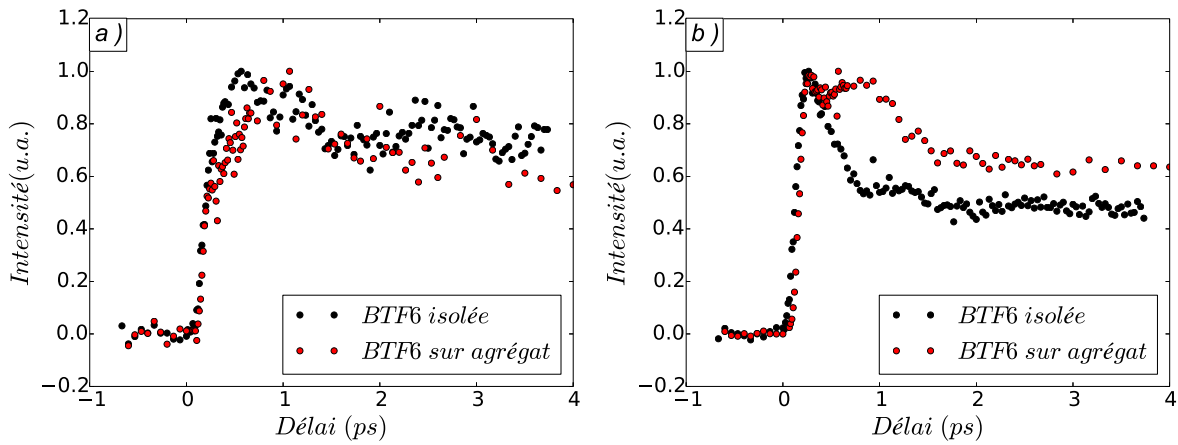 a)
1.2
1.0
0.8
0.6
0.4
0.2
0.0
−0.2
Intensité(u.a.)
BTF6 isolée
BTF6 sur agrégat
−1 0 1 2 3 4
Délai (ps)
b)
1.2
1.0
0.8
0.6
0.4
0.2
0.0
−0.2
Intensité(u.a.)
BTF6 isolée
BTF6 sur agrégat
−1 0 1 2 3 4
Délai (ps)